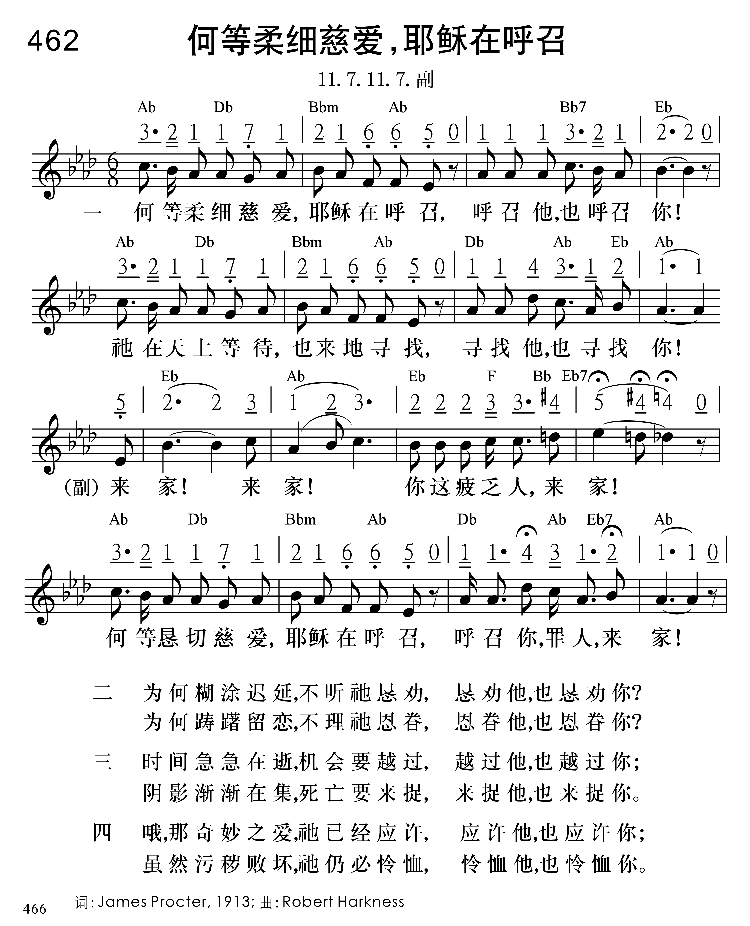 462 何等柔细慈爱,耶稣在呼召
11.7.11.7.副
Ab Db Bbm Ab Bb7 Eb
3· 2 1 1 7· 1 | 2 1 6· 6· 5· 0 | 1 1 1 3· 2 1 | 2· 2 0
一 何等柔细慈爱,耶稣在呼召, 呼召他,也呼召 你!
Ab Db Bbm Ab Db Ab Eb Ab
3· 2 1 1 7· 1 | 2 1 6 6 5 0 | 1 1 4 3· 1 2 | 1· 1
祂在天上等待,也来地寻找, 寻找他,也寻找 你!
Eb Ab Eb F Bb Eb7
5 | 2· 2 3 | 1 2 3· | 2 2 2 3 3· #4 | 5 #4 ♮4 0
(副) 来 家! 来 家! 你这疲乏人,来 家!
Ab Db Bbm Ab Db Ab Eb7 Ab
3· 2 1 1 7· 1 | 2 1 6 6 5 0 | 1 1· 4 3 1· 2 | 1· 1 0
何等恳切慈爱,耶稣在呼召, 呼召你,罪人,来 家!
二 为何糊涂迟延,不听祂恳劝, 恳劝他,也恳劝你?
为何踌躇留恋,不理祂恩眷, 恩眷他,也恩眷你?
三 时间急急在逝,机会要越过, 越过他,也越过你;
阴影渐渐在集,死亡要来捉, 来捉他,也来捉你。
四 哦,那奇妙之爱,祂已经应许, 应许他,也应许你;
虽然污秽败坏,祂仍必怜恤, 怜恤他,也怜恤你。
466 词: James Procter, 1913; 曲: Robert Harkness